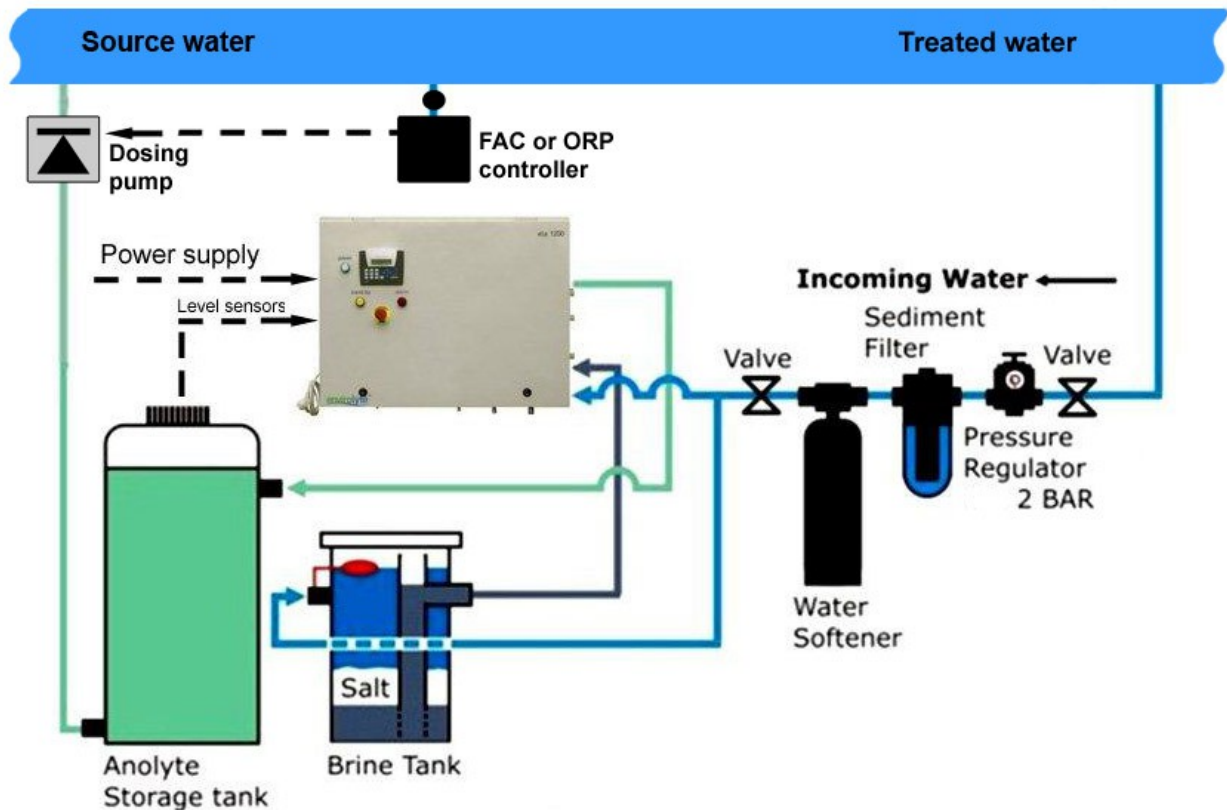 Source water
Treated water
Dosing
pump
FAC or ORP
controller
Power supply
Level sensors
Incoming Water
Sediment
Filter
Valve
Valve
Pressure
Regulator
2 BAR
Water
Softener
Salt
Brine Tank
Anolyte
Storage tank